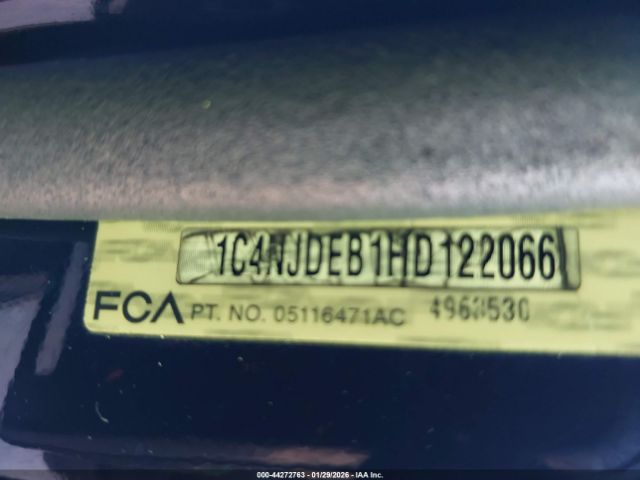 1C4NJDEB1HD122066
FCA PT. NO. 05116471AC
000-44272763 | 01/29/2026 | IAA Inc.